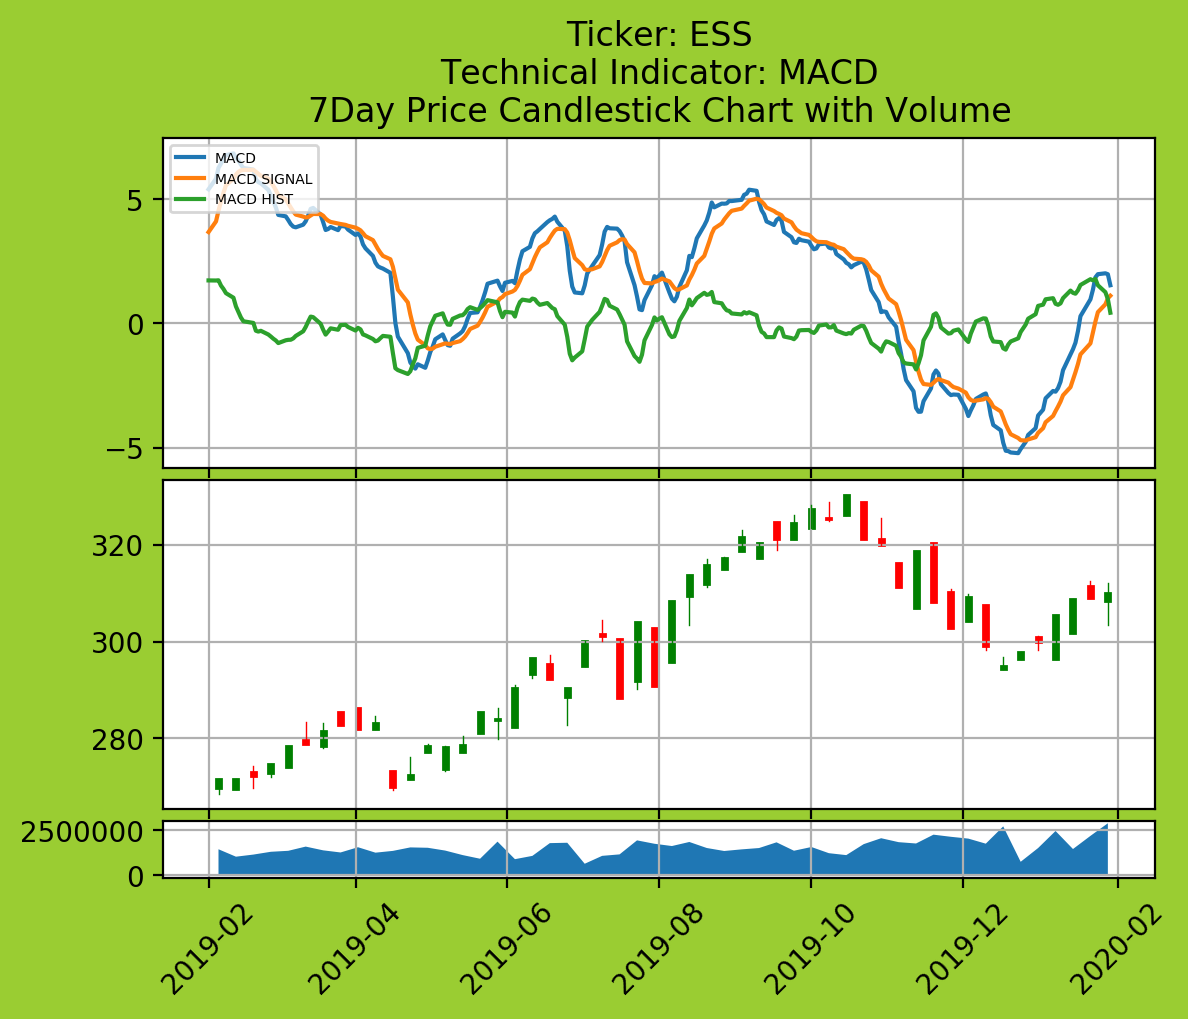 Ticker: ESS
Technical Indicator: MACD
7Day Price Candlestick Chart with Volume
MACD
MACD SIGNAL
MACD HIST
5
0
−5
320
300
280
2500000
0
2019-02
2019-04
2019-06
2019-08
2019-10
2019-12
2020-02